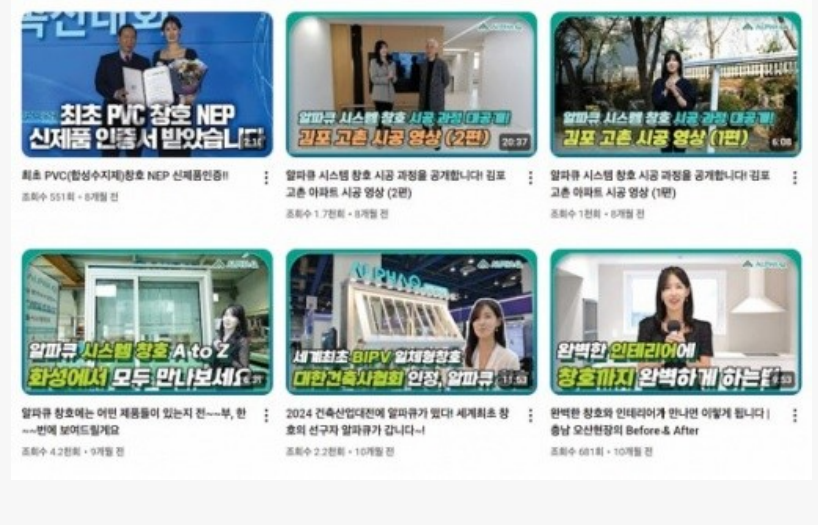 최초 PVC 창호 NEP
신제품 인증서 받았습니다
최초 PVC(합성수지제)창호 NEP 신제품인증!!
조회수 551회 • 8개월 전
ALPHAQ
알파큐 시스템 창호 시공 과정 대공개!
김포 고촌 시공 영상 (2편)
20:37
알파큐 시스템 창호 시공 과정을 공개합니다! 김포
고촌 아파트 시공 영상 (2편)
조회수 1.7천회 • 8개월 전
ALPHAQ
알파큐 시스템 창호 시공 과정 대공개!
김포 고촌 시공 영상 (1편)
6:08
알파큐 시스템 창호 시공 과정을 공개합니다! 김포
고촌 아파트 시공 영상 (1편)
조회수 1천회 • 8개월 전
ALPHAQ
알파큐 시스템 창호 A to Z
화성에서 모두 만나보세요
알파큐 창호에는 어떤 제품들이 있는지 전~~부, 한
~~번에 보여드릴게요
조회수 4.2천회 • 9개월 전
ALPHAQ
세계최초 BIPV 일체형창호
대한건축사협회 인정, 알파큐
11:53
2024 건축산업대전에 알파큐가 떴다! 세계최초 창
호의 선구자 알파큐가 갑니다~!
조회수 2.2천회 • 10개월 전
ALPHAQ
완벽한 인테리어에
창호까지 완벽하게 하는법
완벽한 창호와 인테리어가 만나면 이렇게 됩니다 |
충남 오산현장의 Before & After
조회수 681회 • 10개월 전